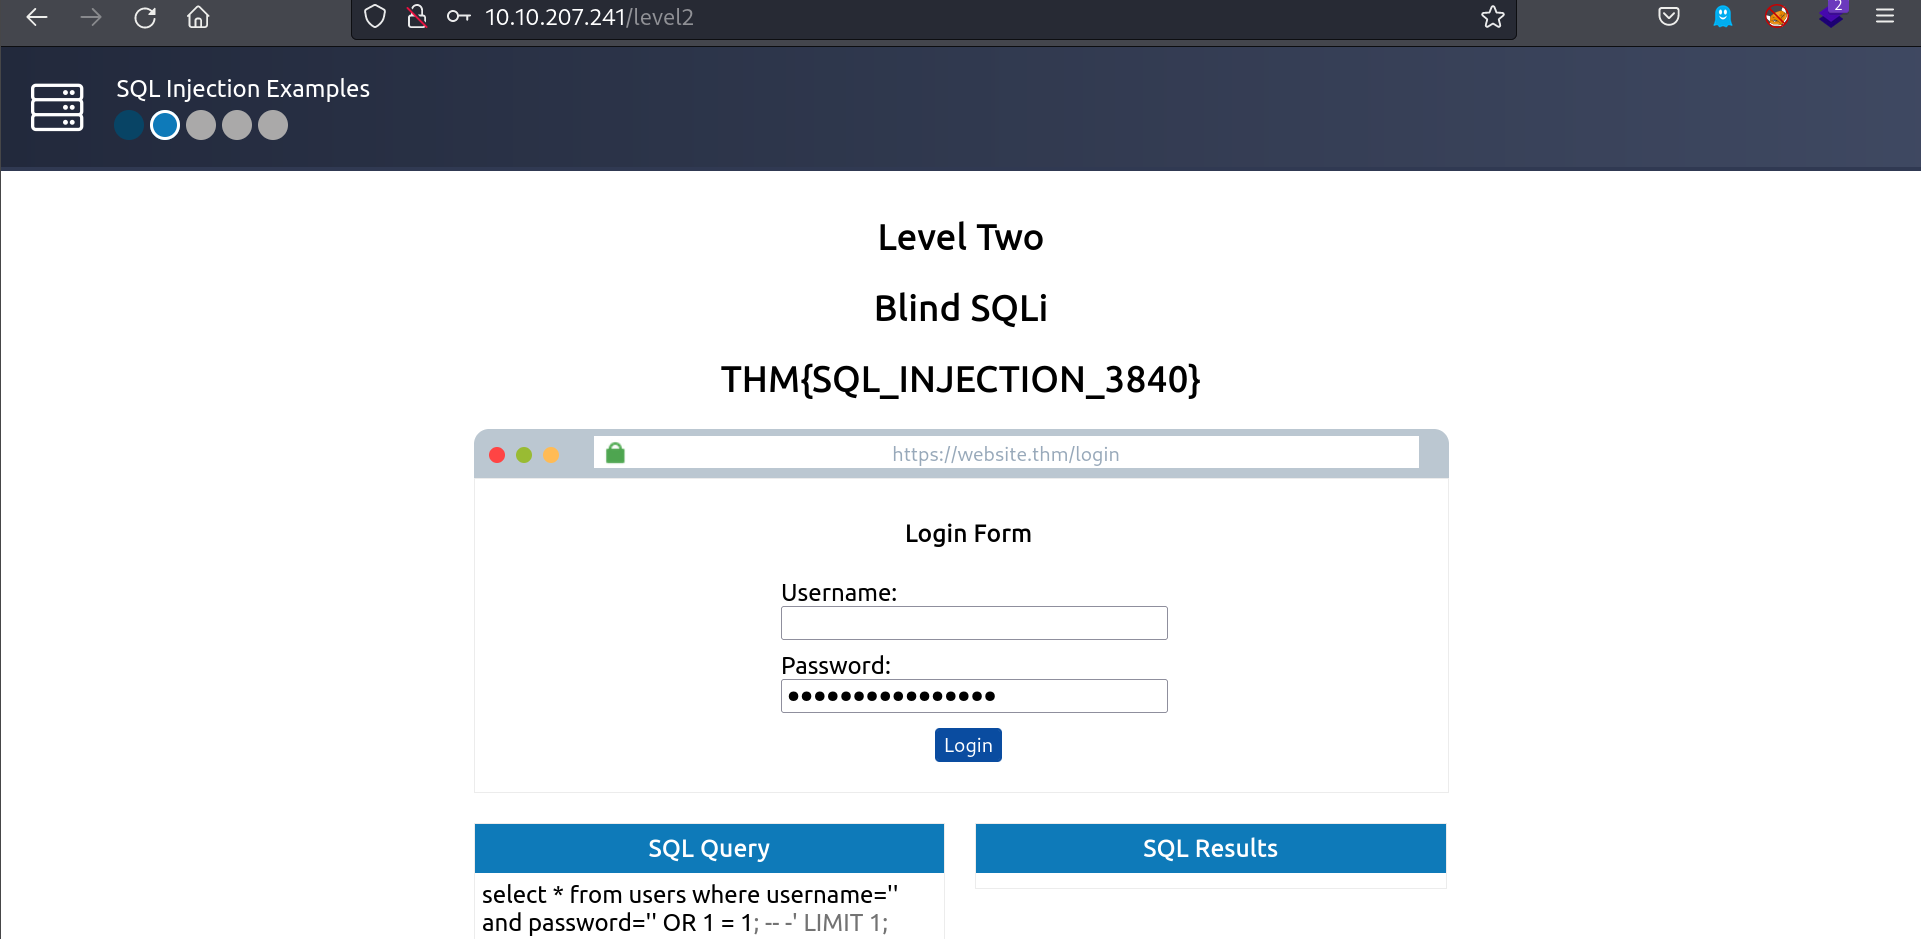 10.10.207.241/level2
2
SQL Injection Examples
Level Two
Blind SQLi
THM{SQL_INJECTION_3840}
https://website.thm/login
Login Form
Username:
Password:
Login
SQL Query
SQL Results
select * from users where username=''
and password='' OR 1 = 1; -- -' LIMIT 1;